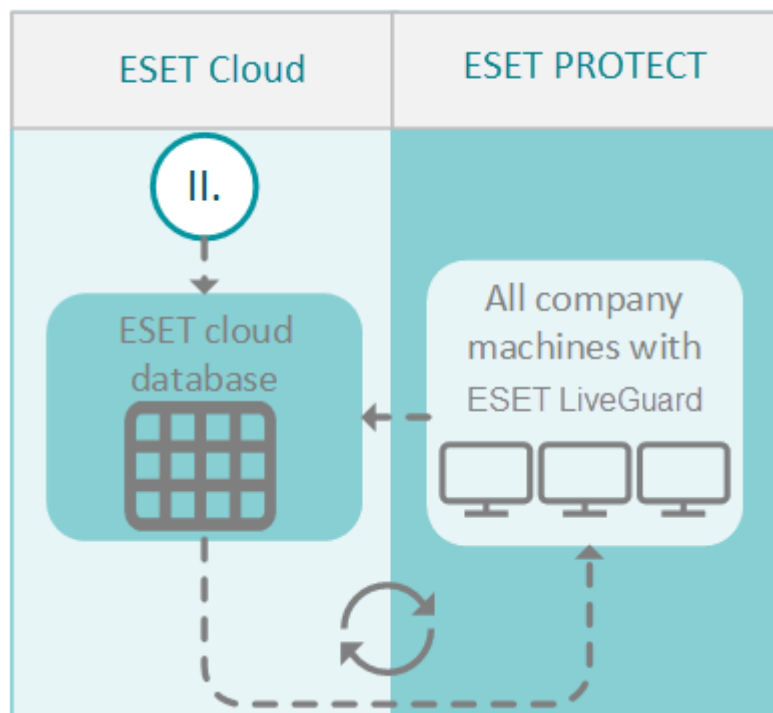 ESET Cloud
ESET PROTECT
II.
ESET cloud
database
All company
machines with
ESET LiveGuard